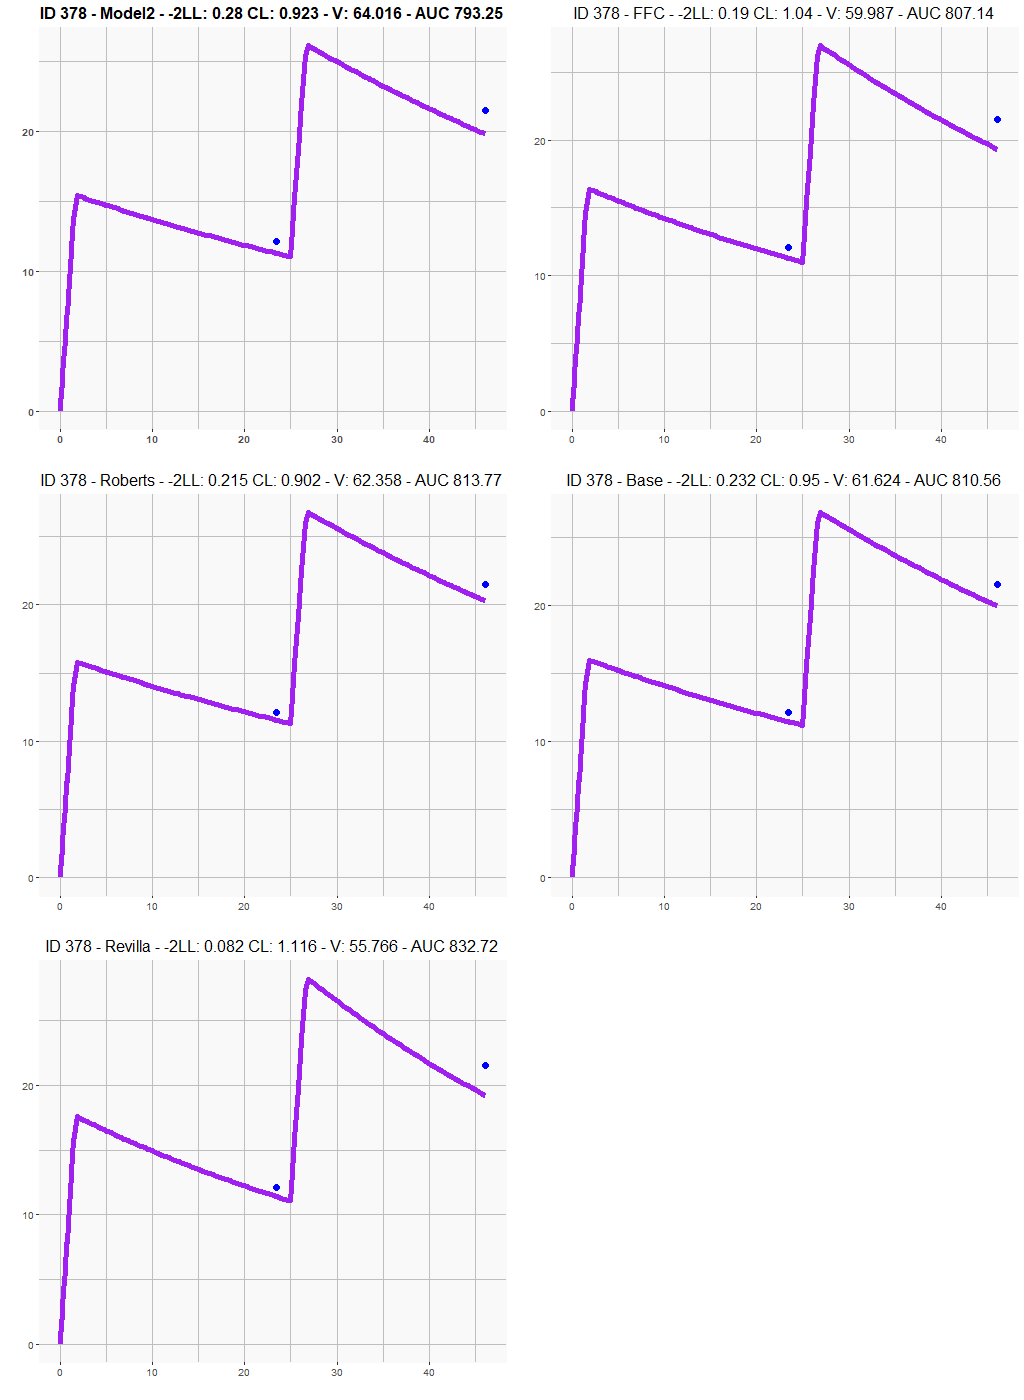 ID 378 - Model2 - -2LL: 0.28 CL: 0.923 - V: 64.016 - AUC 793.25
20
10
0
0 10 20 30 40
ID 378 - FFC - -2LL: 0.19 CL: 1.04 - V: 59.987 - AUC 807.14
20
10
0
0 10 20 30 40
ID 378 - Roberts - -2LL: 0.215 CL: 0.902 - V: 62.358 - AUC 813.77
20
10
0
0 10 20 30 40
ID 378 - Base - -2LL: 0.232 CL: 0.95 - V: 61.624 - AUC 810.56
20
10
0
0 10 20 30 40
ID 378 - Revilla - -2LL: 0.082 CL: 1.116 - V: 55.766 - AUC 832.72
20
10
0
0 10 20 30 40